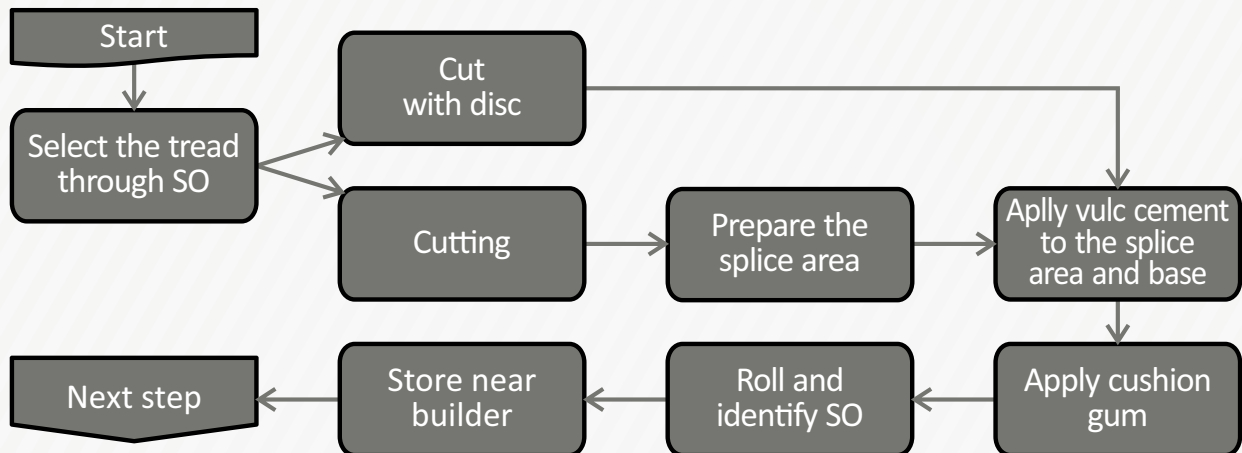 Start
Select the tread
through SO
Cut
with disc
Cutting
Prepare the
splice area
Aplly vulc cement
to the splice
area and base
Apply cushion
gum
Roll and
identify SO
Store near
builder
Next step